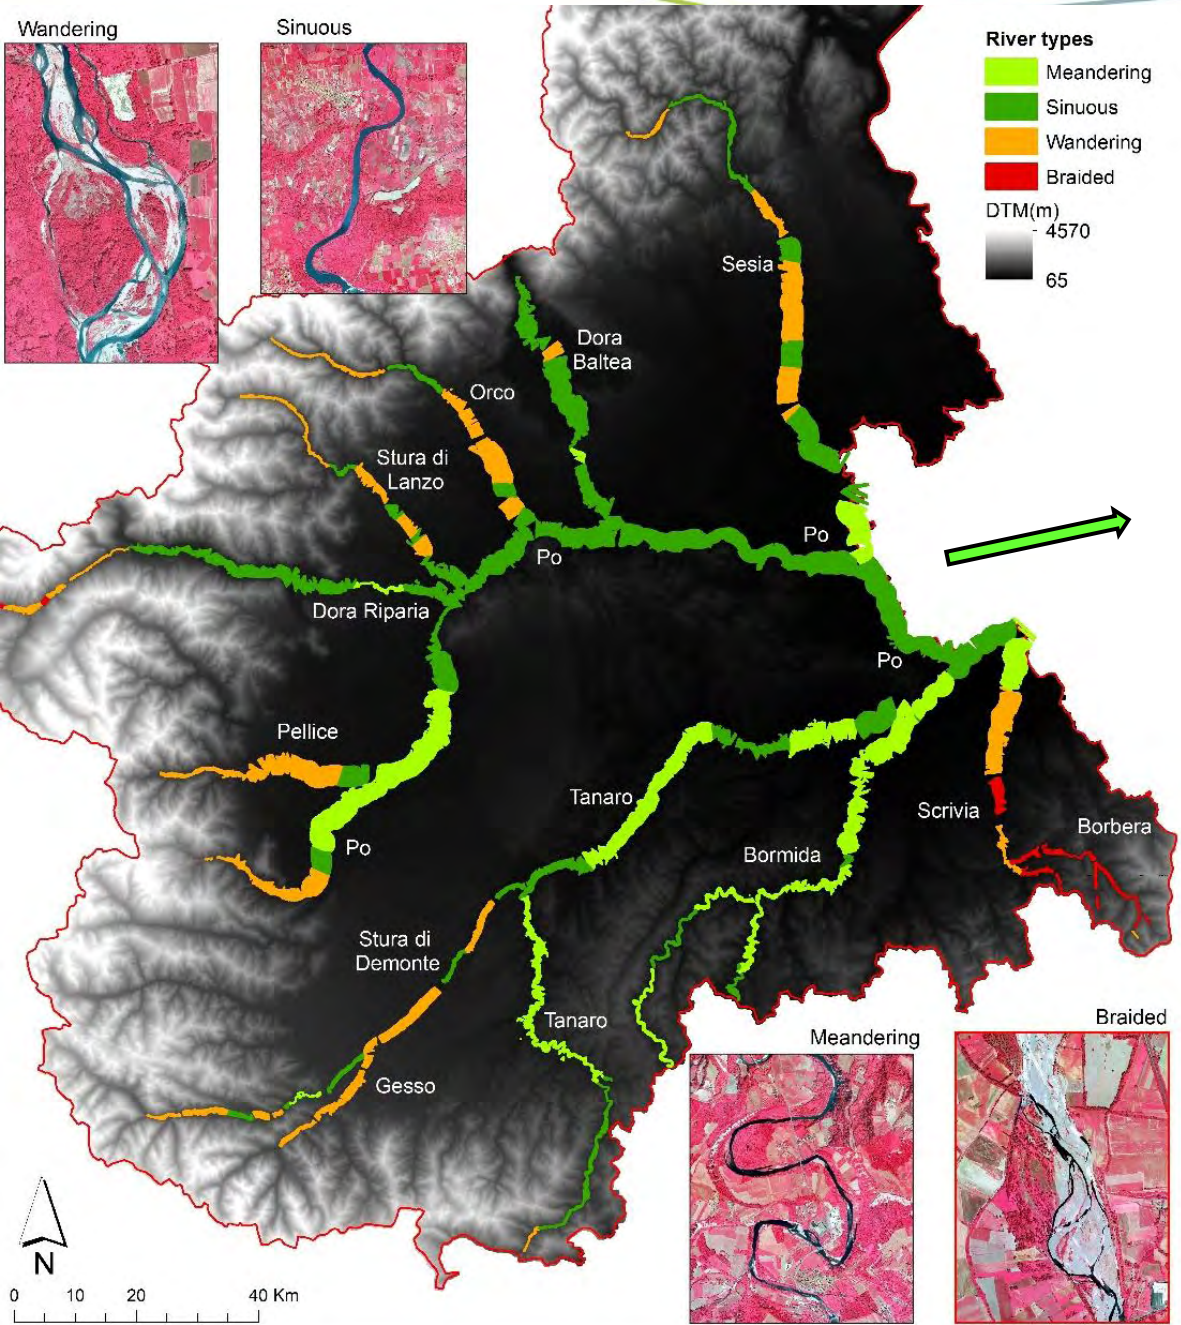 Wandering
Sinuous
River types
Meandering
Sinuous
Wandering
Braided
DTM(m)
4570
65
Sesia
Dora
Baltea
Orco
Stura di
Lanzo
Po
Po
Dora Riparia
Po
Pellice
Tanaro
Scrivia
Borbera
Po
Bormida
Stura di
Demonte
Tanaro
Gesso
Meandering
Braided
N
0 10 20 40 Km